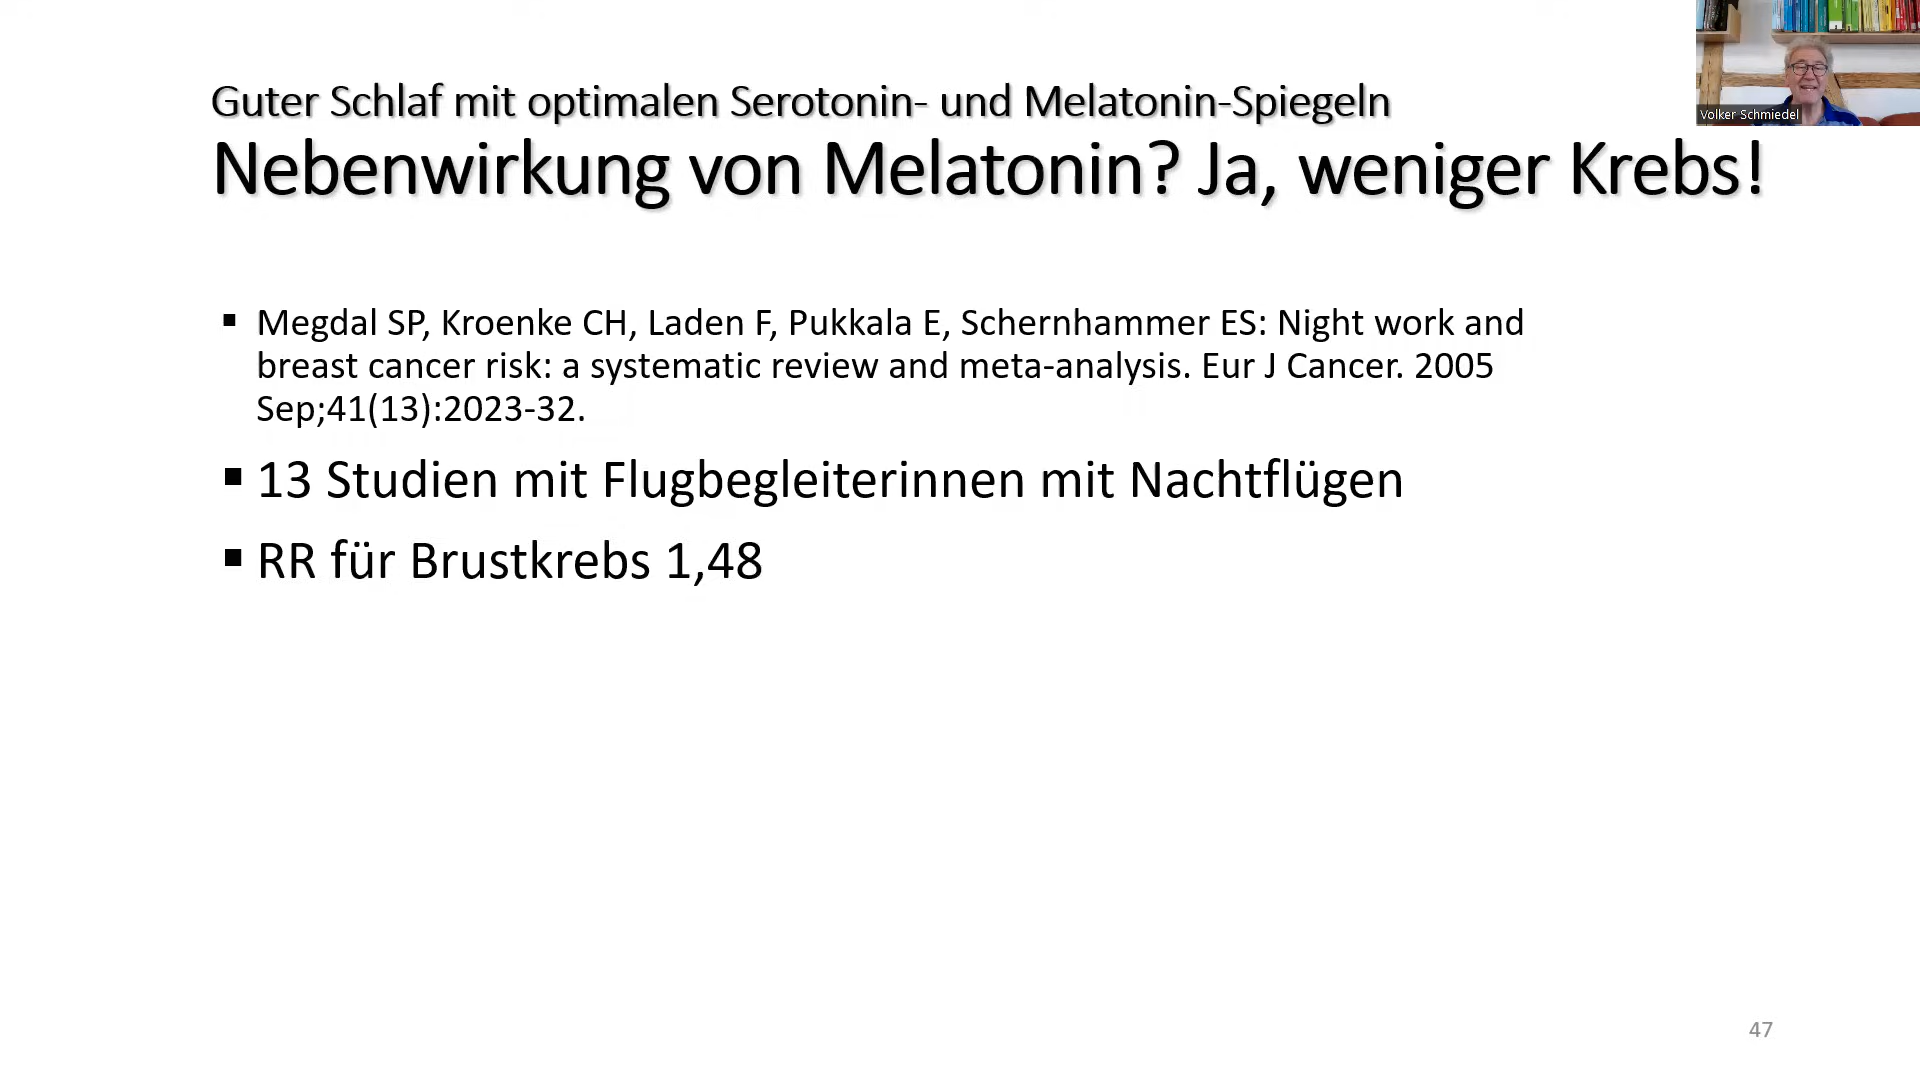 Volker Schmiedel
Guter Schlaf mit optimalen Serotonin- und Melatonin-Spiegeln
Nebenwirkung von Melatonin? Ja, weniger Krebs!
▪ Megdal SP, Kroenke CH, Laden F, Pukkala E, Schernhammer ES: Night work and
breast cancer risk: a systematic review and meta-analysis. Eur J Cancer. 2005
Sep;41(13):2023-32.
▪ 13 Studien mit Flugbegleiterinnen mit Nachtflügen
▪ RR für Brustkrebs 1,48
47